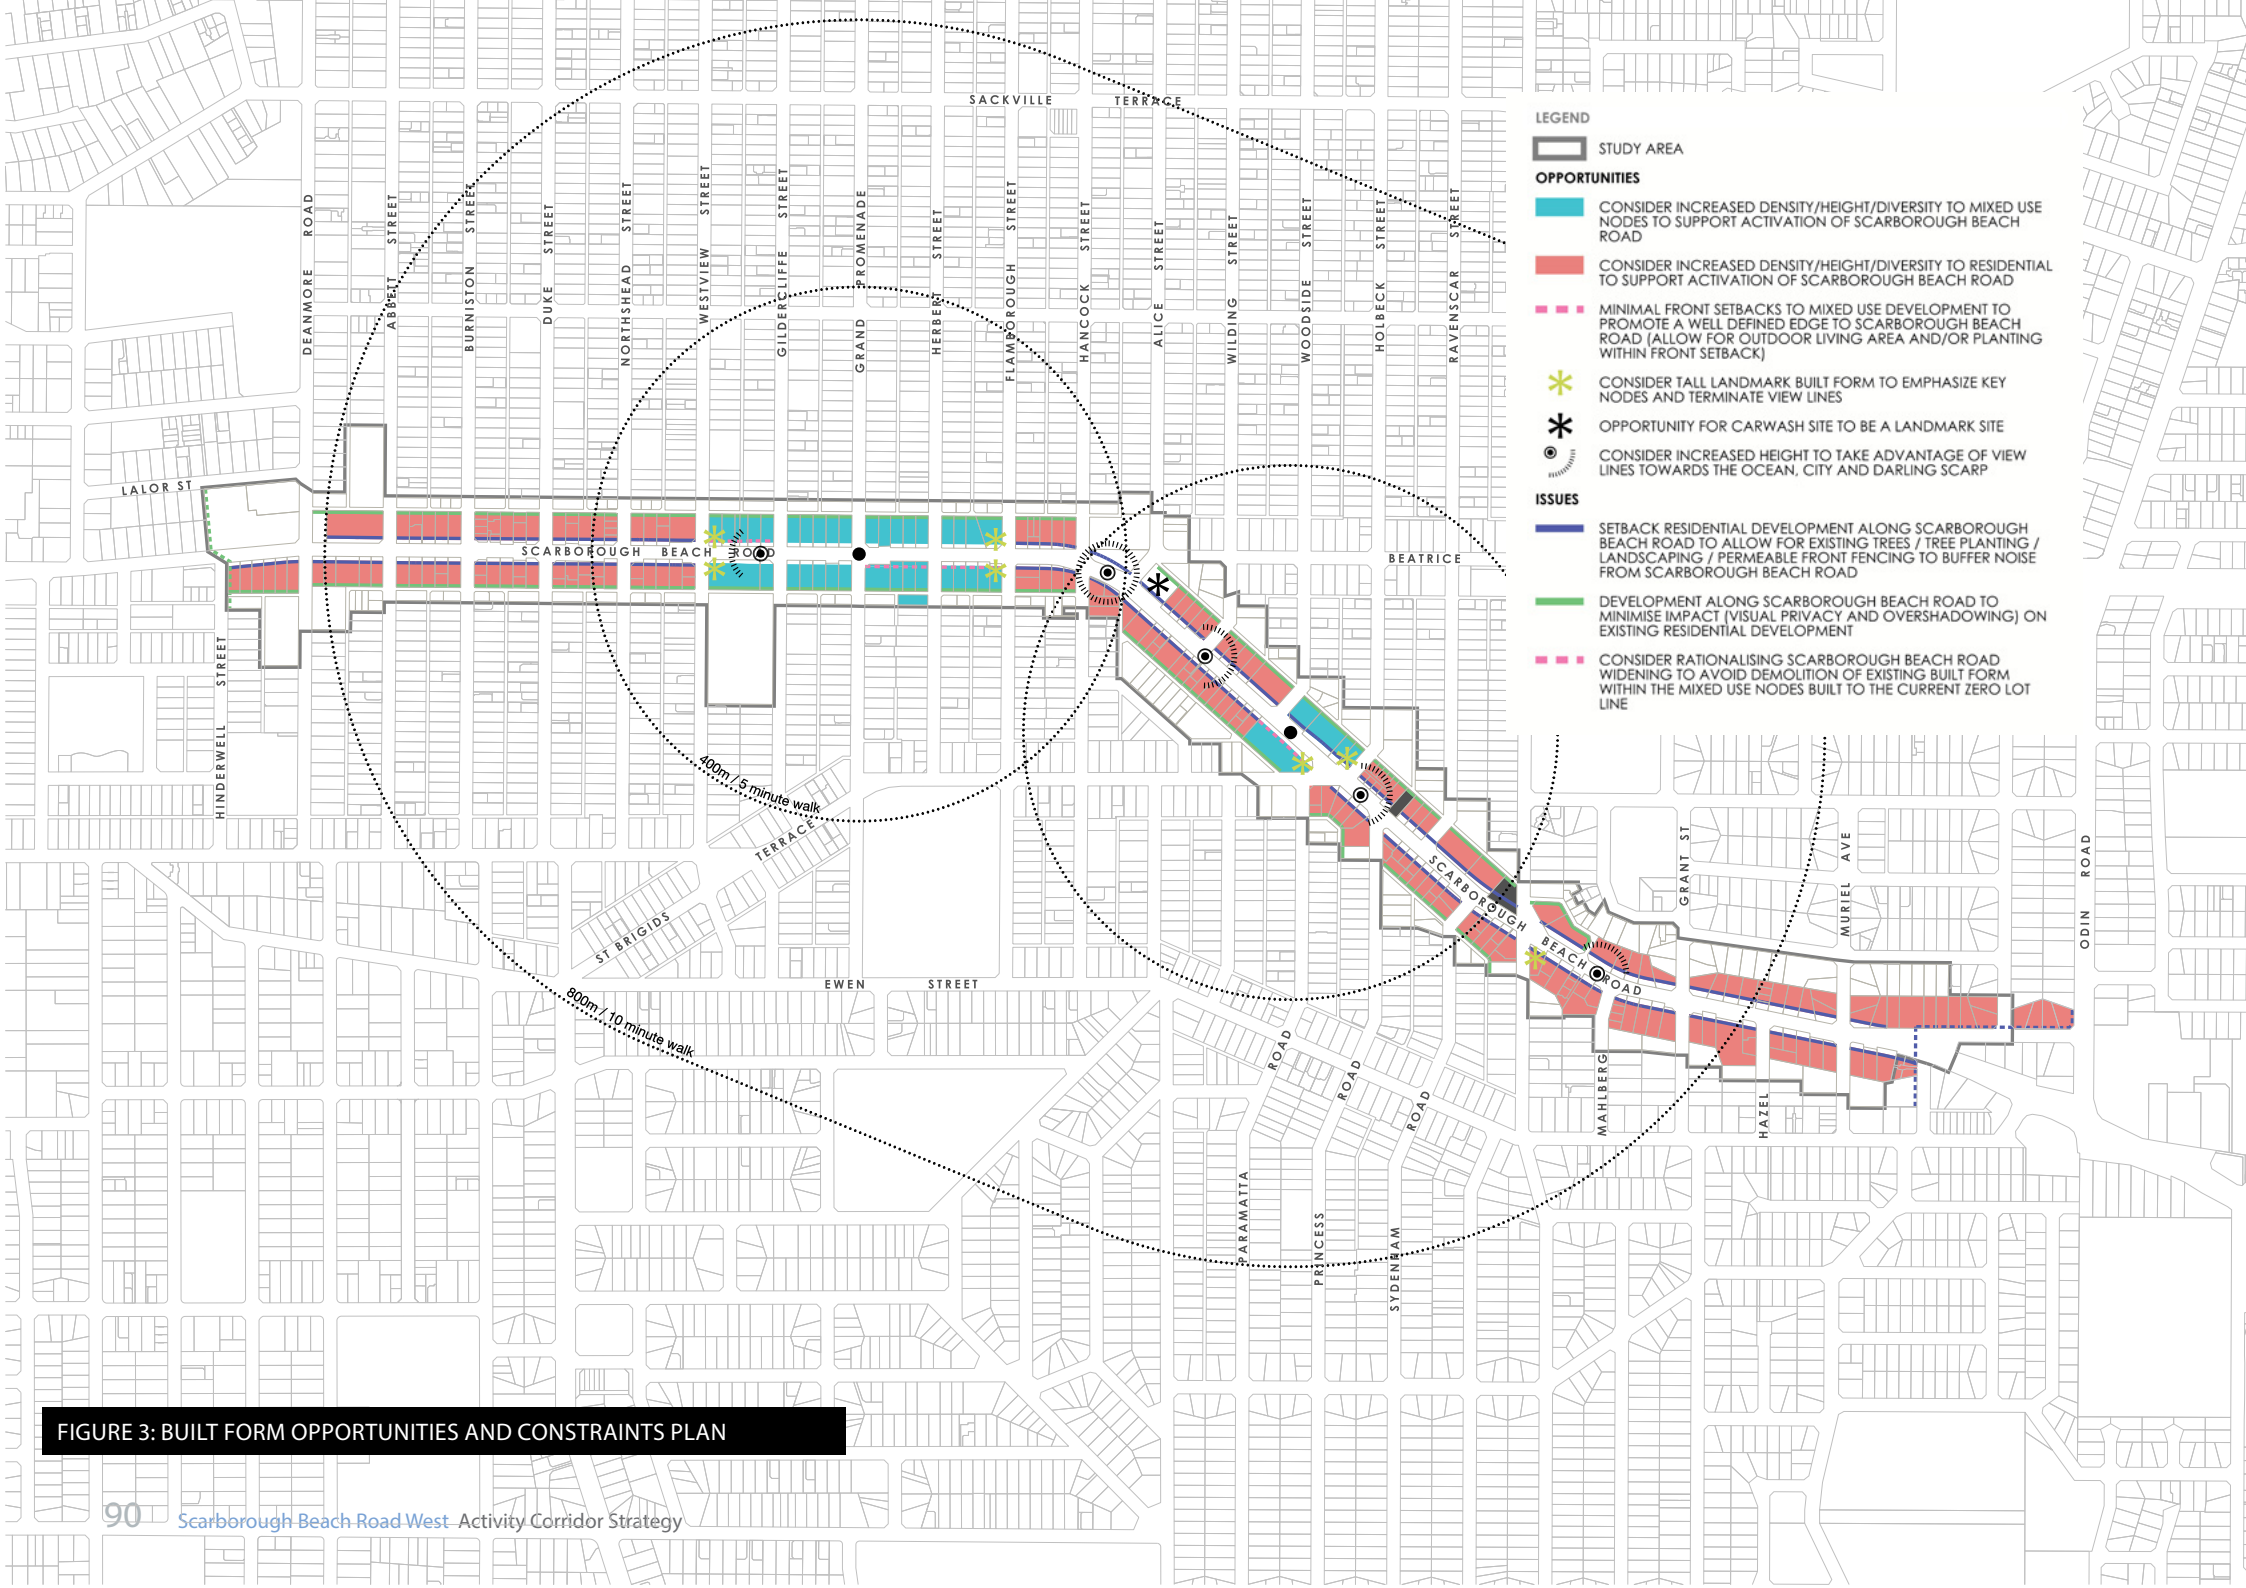 SACKVILLE TERRACE
LEGEND
STUDY AREA
OPPORTUNITIES
CONSIDER INCREASED DENSITY/HEIGHT/DIVERSITY TO MIXED USE
NODES TO SUPPORT ACTIVATION OF SCARBOROUGH BEACH
ROAD
CONSIDER INCREASED DENSITY/HEIGHT/DIVERSITY TO RESIDENTIAL
TO SUPPORT ACTIVATION OF SCARBOROUGH BEACH ROAD
MINIMAL FRONT SETBACKS TO MIXED USE DEVELOPMENT TO
PROMOTE A WELL DEFINED EDGE TO SCARBOROUGH BEACH
ROAD (ALLOW FOR OUTDOOR LIVING AREA AND/OR PLANTING
WITHIN FRONT SETBACK)
CONSIDER TALL LANDMARK BUILT FORM TO EMPHASIZE KEY
NODES AND TERMINATE VIEW LINES
OPPORTUNITY FOR CARWASH SITE TO BE A LANDMARK SITE
CONSIDER INCREASED HEIGHT TO TAKE ADVANTAGE OF VIEW
LINES TOWARDS THE OCEAN, CITY AND DARLING SCARP
ISSUES
SETBACK RESIDENTIAL DEVELOPMENT ALONG SCARBOROUGH
BEACH ROAD TO ALLOW FOR EXISTING TREES / TREE PLANTING /
LANDSCAPING / PERMEABLE FRONT FENCING TO BUFFER NOISE
FROM SCARBOROUGH BEACH ROAD
DEVELOPMENT ALONG SCARBOROUGH BEACH ROAD TO
MINIMISE IMPACT (VISUAL PRIVACY AND OVERSHADOWING) ON
EXISTING RESIDENTIAL DEVELOPMENT
CONSIDER RATIONALISING SCARBOROUGH BEACH ROAD
WIDENING TO AVOID DEMOLITION OF EXISTING BUILT FORM
WITHIN THE MIXED USE NODES BUILT TO THE CURRENT ZERO LOT
LINE
DEANMORE ROAD
ABBETT STREET
BURNISTON STREET
DUKE STREET
NORTHSHEAD STREET
WESTVIEW STREET
GILDERCLIFFE STREET
GRAND PROMENADE
HERBERT STREET
FLAMBOROUGH STREET
HANCOCK STREET
ALICE STREET
WILDING STREET
WOODSIDE STREET
HOLBECK STREET
RAVENSCAR STREET
LALOR ST
SCARBOROUGH BEACH ROAD
BEATRICE
HINDERWELL STREET
400m / 5 minute walk
TERRACE
ST BRIGIDS
SCARBOROUGH BEACH ROAD
GRANT ST
MURIEL AVE
ODIN ROAD
EWEN STREET
800m / 10 minute walk
PARAMATTA ROAD
PRINCESS ROAD
SYDENHAM ROAD
MAHLBERG
HAZEL
FIGURE 3: BUILT FORM OPPORTUNITIES AND CONSTRAINTS PLAN
90 Scarborough Beach Road West Activity Corridor Strategy